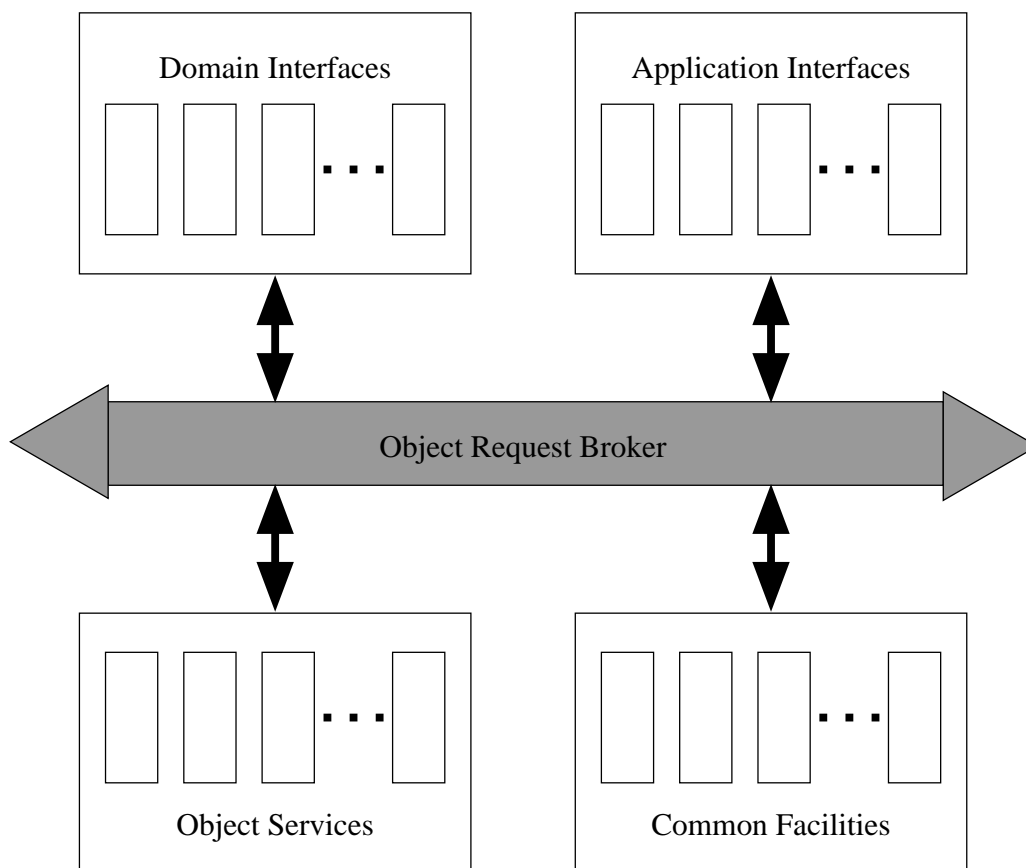 Domain Interfaces
Application Interfaces
Object Request Broker
Object Services
Common Facilities